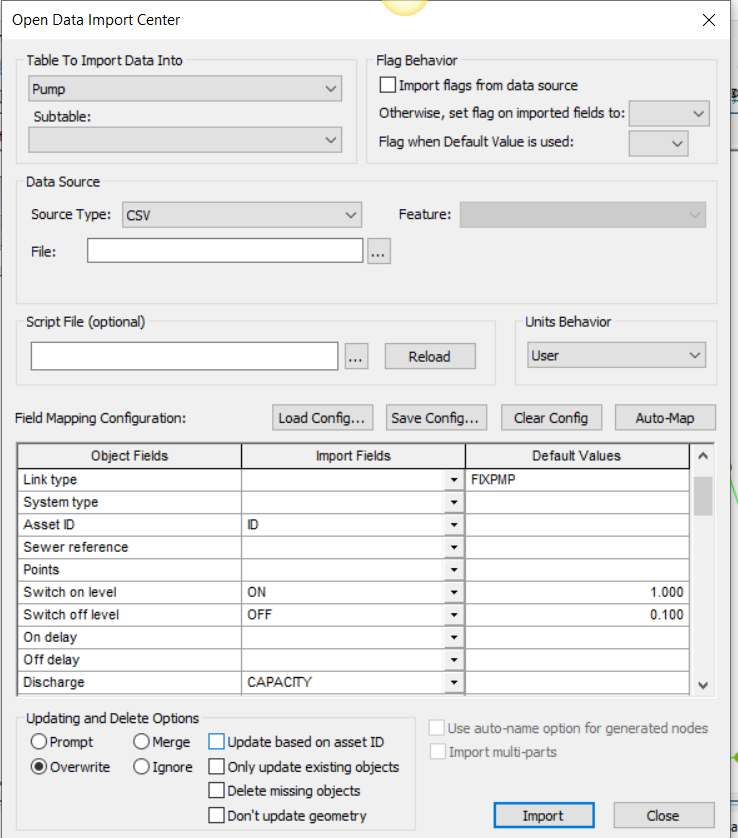 Open Data Import Center
Table To Import Data Into
Pump
Subtable:
Flag Behavior
Import flags from data source
Otherwise, set flag on imported fields to:
Flag when Default Value is used:
Data Source
Source Type: CSV
Feature:
File:
...
Script File (optional)
...
Reload
Units Behavior
User
Field Mapping Configuration:
Load Config...
Save Config...
Clear Config
Auto-Map
Object Fields Import Fields Default Values
Link type FIXPMP
System type
Asset ID ID
Sewer reference
Points
Switch on level ON 1.000
Switch off level OFF 0.100
On delay
Off delay
Discharge CAPACITY
Updating and Delete Options
Prompt Merge Update based on asset ID
Overwrite Ignore Only update existing objects
Delete missing objects
Don't update geometry
Use auto-name option for generated nodes
Import multi-parts
Import
Close